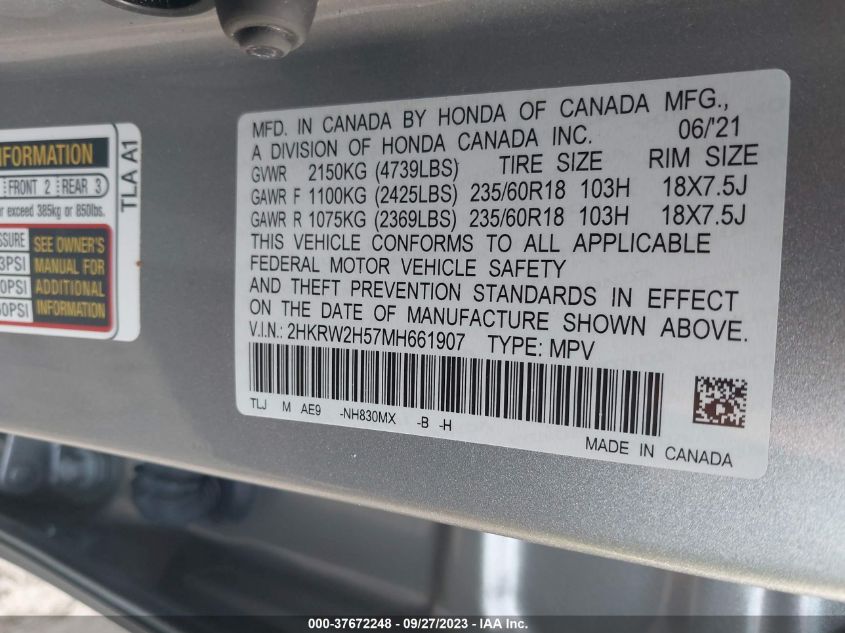 NFORMATION
FRONT 2 REAR 3
r exceed 385kg or 850lbs.
TLA A1
SSURE
3PSI
0PSI
60PSI
SEE OWNER'S
MANUAL FOR
ADDITIONAL
INFORMATION
MFD. IN CANADA BY HONDA OF CANADA MFG.,
A DIVISION OF HONDA CANADA INC. 06/'21
GVWR 2150KG (4739LBS) TIRE SIZE RIM SIZE
GAWR F 1100KG (2425LBS) 235/60R18 103H 18X7.5J
GAWR R 1075KG (2369LBS) 235/60R18 103H 18X7.5J
THIS VEHICLE CONFORMS TO ALL APPLICABLE
FEDERAL MOTOR VEHICLE SAFETY
AND THEFT PREVENTION STANDARDS IN EFFECT
ON THE DATE OF MANUFACTURE SHOWN ABOVE.
V.I.N.: 2HKRW2H57MH661907 TYPE: MPV
TLJ M AE9 -NH830MX -B -H
MADE IN CANADA
000-37672248 - 09/27/2023 - IAA Inc.